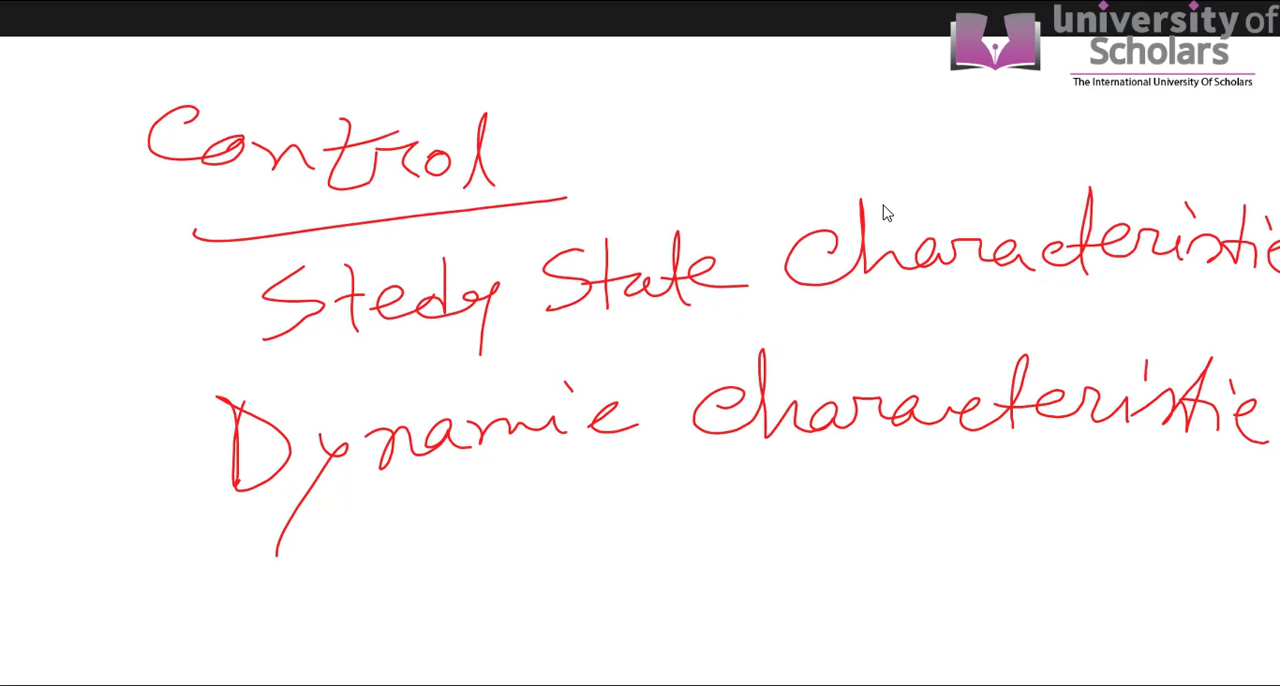 university of
Scholars
The International University Of Scholars
Control
Stedy State Characteristic
Dynamic Characteristic